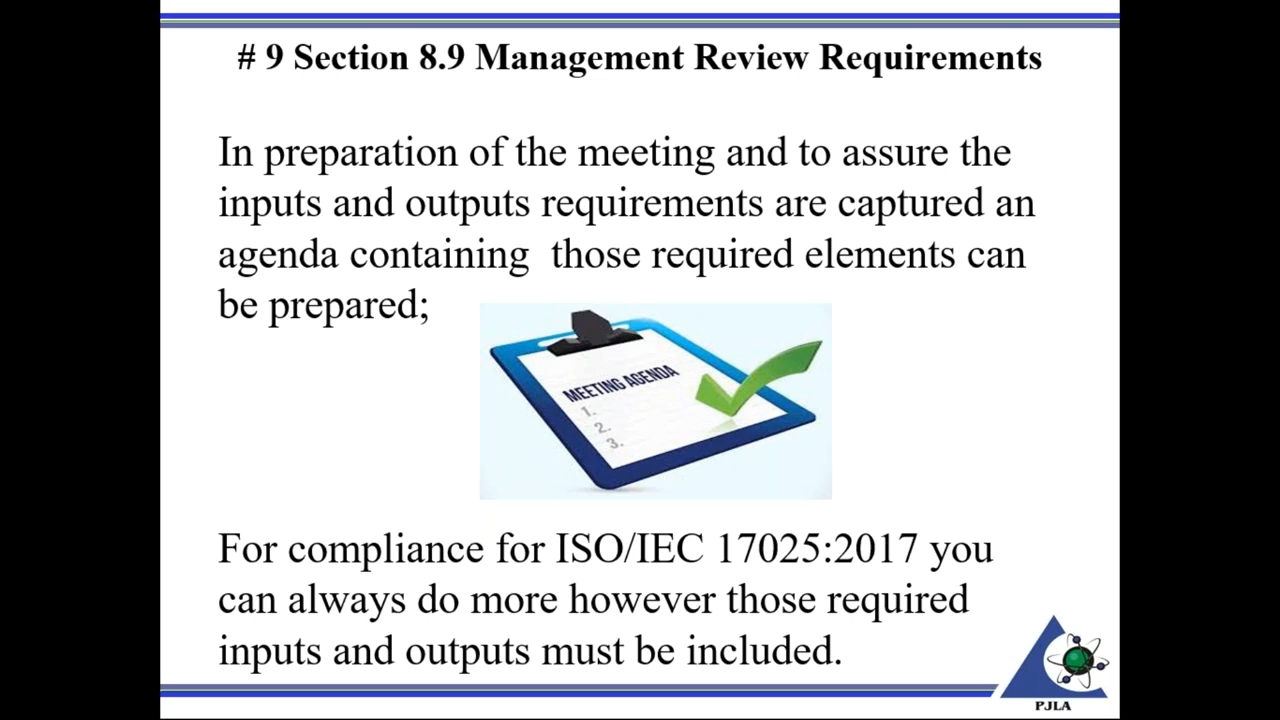 # 9 Section 8.9 Management Review Requirements
In preparation of the meeting and to assure the
inputs and outputs requirements are captured an
agenda containing  those required elements can
be prepared;
MEETING AGENDA
1.
2.
3.
For compliance for ISO/IEC 17025:2017 you
can always do more however those required
inputs and outputs must be included.
PJLA